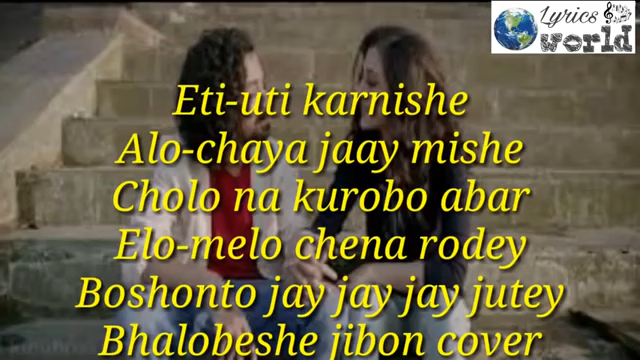 Lyrics
world
Eti-uti karnishe
Alo-chaya jaay mishe
Cholo na kurobo abar
Elo-melo chena rodey
Boshonto jay jay jay jutey
Bhalobeshe jibon cover